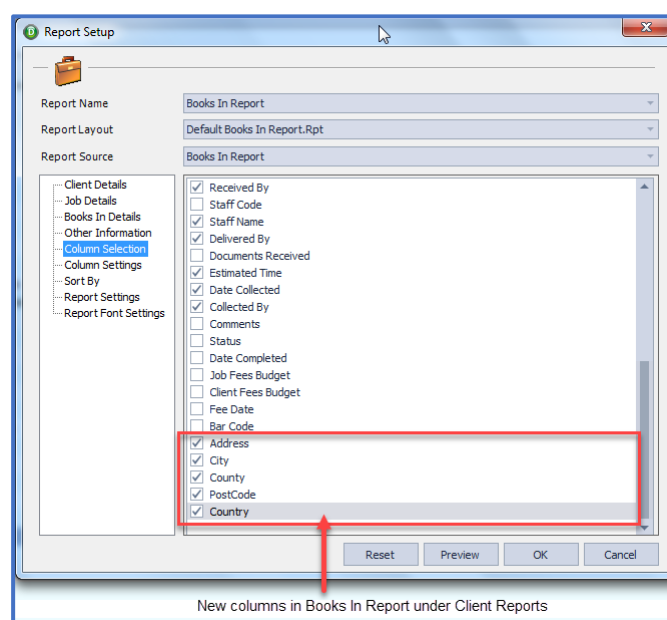 Report Setup
Report Name
Books In Report
Report Layout
Default Books In Report.Rpt
Report Source
Books In Report
Client Details
Job Details
Books In Details
Other Information
Column Selection
Column Settings
Sort By
Report Settings
Report Font Settings
Received By
Staff Code
Staff Name
Delivered By
Documents Received
Estimated Time
Date Collected
Collected By
Comments
Status
Date Completed
Job Fees Budget
Client Fees Budget
Fee Date
Bar Code
Address
City
County
PostCode
Country
Reset
Preview
OK
Cancel
New columns in Books In Report under Client Reports